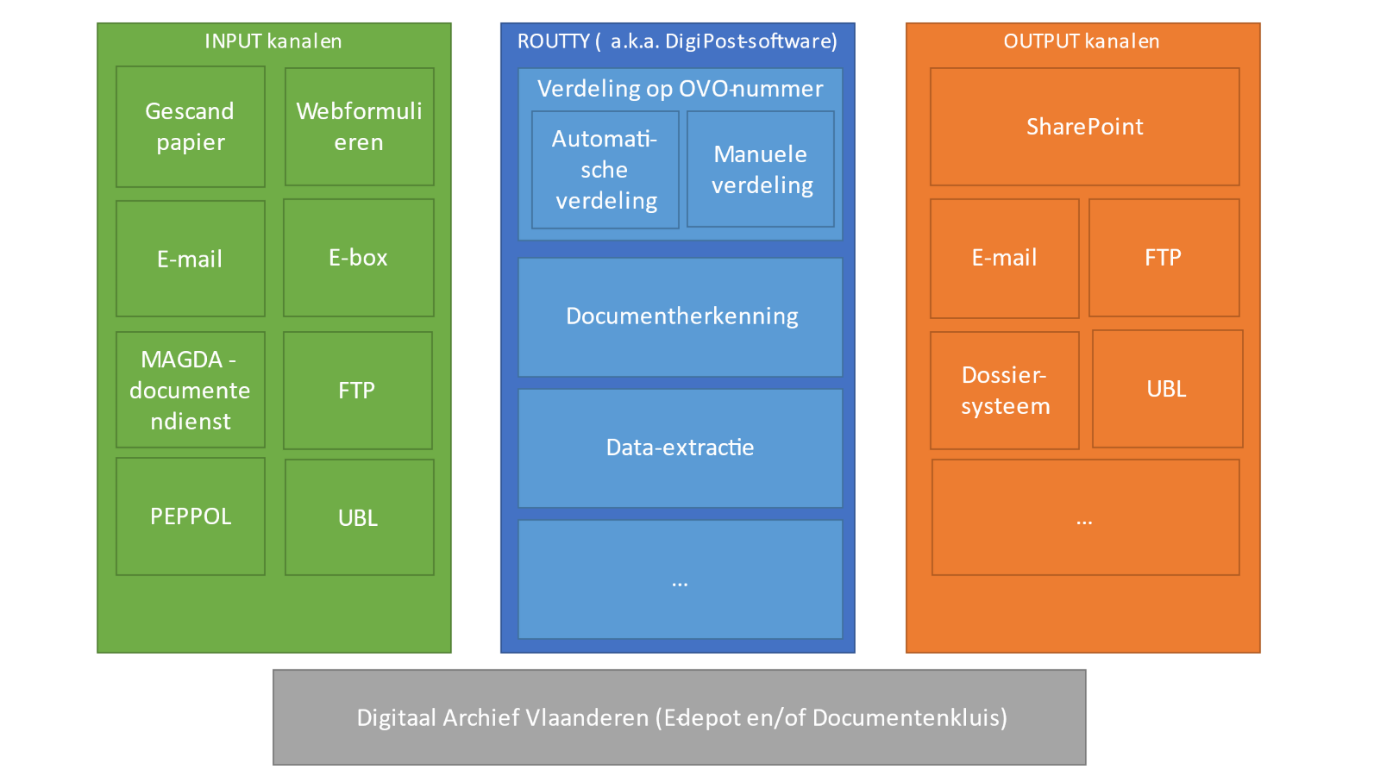 INPUT kanalen
Gescand
papier
Webformuli
eren
E-mail
E-box
MAGDA -
documente
ndienst
FTP
PEPPOL
UBL
ROUTTY ( a.k.a. DigiPost-software)
Verdeling op OVO-nummer
Automati-
sche
verdeling
Manuele
verdeling
Documentherkenning
Data-extractie
...
OUTPUT kanalen
SharePoint
E-mail
FTP
Dossier-
systeem
UBL
...
Digitaal Archief Vlaanderen (E-depot en/of Documentenkluis)